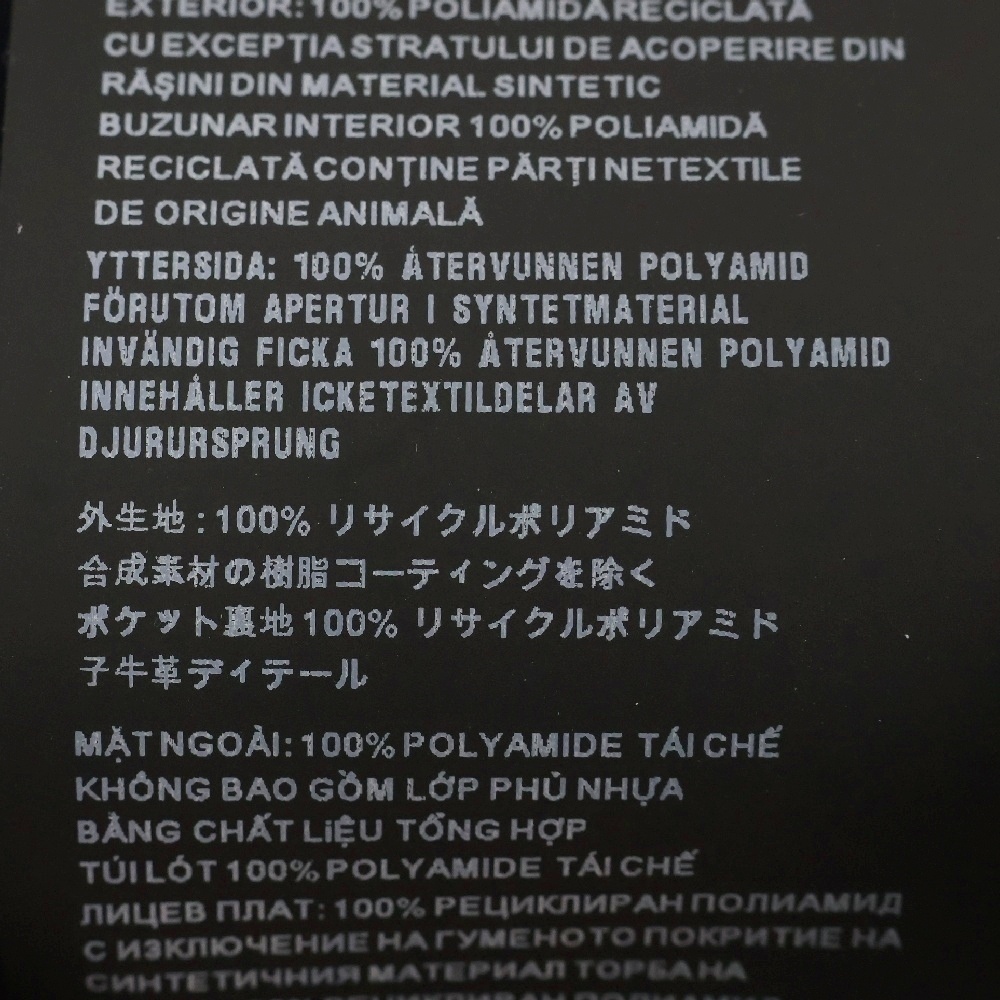 EXTERIOR: 100% POLIAMIDĂ RECICLATĂ
CU EXCEPȚIA STRATULUI DE ACOPERIRE DIN
RĂȘINI DIN MATERIAL SINTETIC
BUZUNAR INTERIOR 100% POLIAMIDĂ
RECICLATĂ CONȚINE PĂRȚI NETEXTILE
DE ORIGINE ANIMALĂ
YTTERSIDA: 100% ÅTERVUNNEN POLYAMID
FÖRUTOM APERTUR I SYNTETMATERIAL
INVÄNDIG FICKA 100% ÅTERVUNNEN POLYAMID
INNEHÅLLER ICKETEXTILDELAR AV
DJURURSPRUNG
外生地 : 100% リサイクルポリアミド
合成素材の樹脂コーティングを除く
ポケット裏地 100% リサイクルポリアミド
子牛革ディテール
MẶT NGOÀI: 100% POLYAMIDE TÁI CHẾ
KHÔNG BAO GỒM LỚP PHỦ NHỰA
BẰNG CHẤT LIỆU TỔNG HỢP
TÚI LÓT 100% POLYAMIDE TÁI CHẾ
ЛИЦЕВ ПЛАТ: 100% РЕЦИКЛИРАН ПОЛИАМИД
С ИЗКЛЮЧЕНИЕ НА ГУМЕНОТО ПОКРИТИЕ НА
СИНТЕТИЧНИЯ МАТЕРИАЛ ТОРБА НА